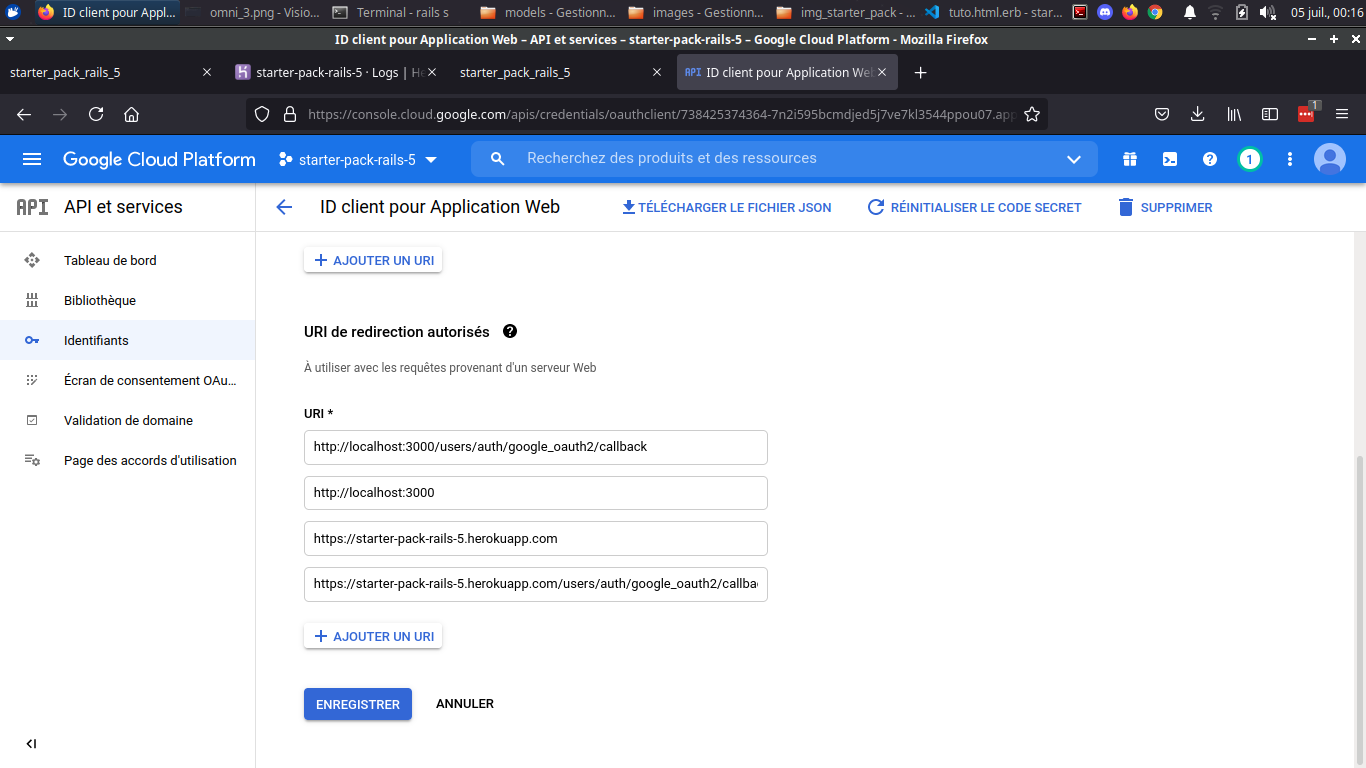 ID client pour Appl...
omni_3.png - Visio...
Terminal - rails s
models - Gestionn...
images - Gestionn...
img_starter_pack - ...
tuto.html.erb - star...
05 juil., 00:16
ID client pour Application Web – API et services – starter-pack-rails-5 – Google Cloud Platform - Mozilla Firefox
starter_pack_rails_5
starter-pack-rails-5 · Logs | He
starter_pack_rails_5
API ID client pour Application Web
https://console.cloud.google.com/apis/credentials/oauthclient/738425374364-7n2i595bcmdjed5j7ve7kl3544ppou07.app
1
Google Cloud Platform
starter-pack-rails-5
Recherchez des produits et des ressources
1
API API et services
ID client pour Application Web
TÉLÉCHARGER LE FICHIER JSON
RÉINITIALISER LE CODE SECRET
SUPPRIMER
Tableau de bord
Bibliothèque
Identifiants
Écran de consentement OAu...
Validation de domaine
Page des accords d'utilisation
AJOUTER UN URI
URI de redirection autorisés
À utiliser avec les requêtes provenant d'un serveur Web
URI *
http://localhost:3000/users/auth/google_oauth2/callback
http://localhost:3000
https://starter-pack-rails-5.herokuapp.com
https://starter-pack-rails-5.herokuapp.com/users/auth/google_oauth2/callba
AJOUTER UN URI
ENREGISTRER
ANNULER